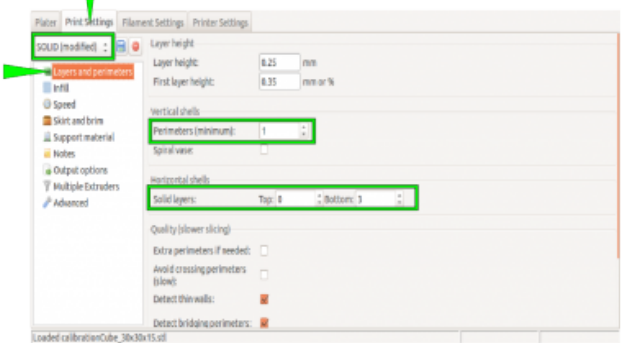 Plater Print Settings Filament Settings Printer Settings
SOLID (modified)
Layers and perimeters
Infill
Speed
Skirt and brim
Support material
Notes
Output options
Multiple Extruders
Advanced
Layer height
Layer height: 0.25 mm
First layer height: 0.35 mm or %
Vertical shells
Perimeters (minimum): 1
Spiral vase:
Horizontal shells
Solid layers: Top: 0 Bottom: 3
Quality (slower slicing)
Extra perimeters if needed:
Avoid crossing perimeters
(slow):
Detect thin walls:
Detect bridging perimeters:
Loaded calibrationCube_30x30x15.stl